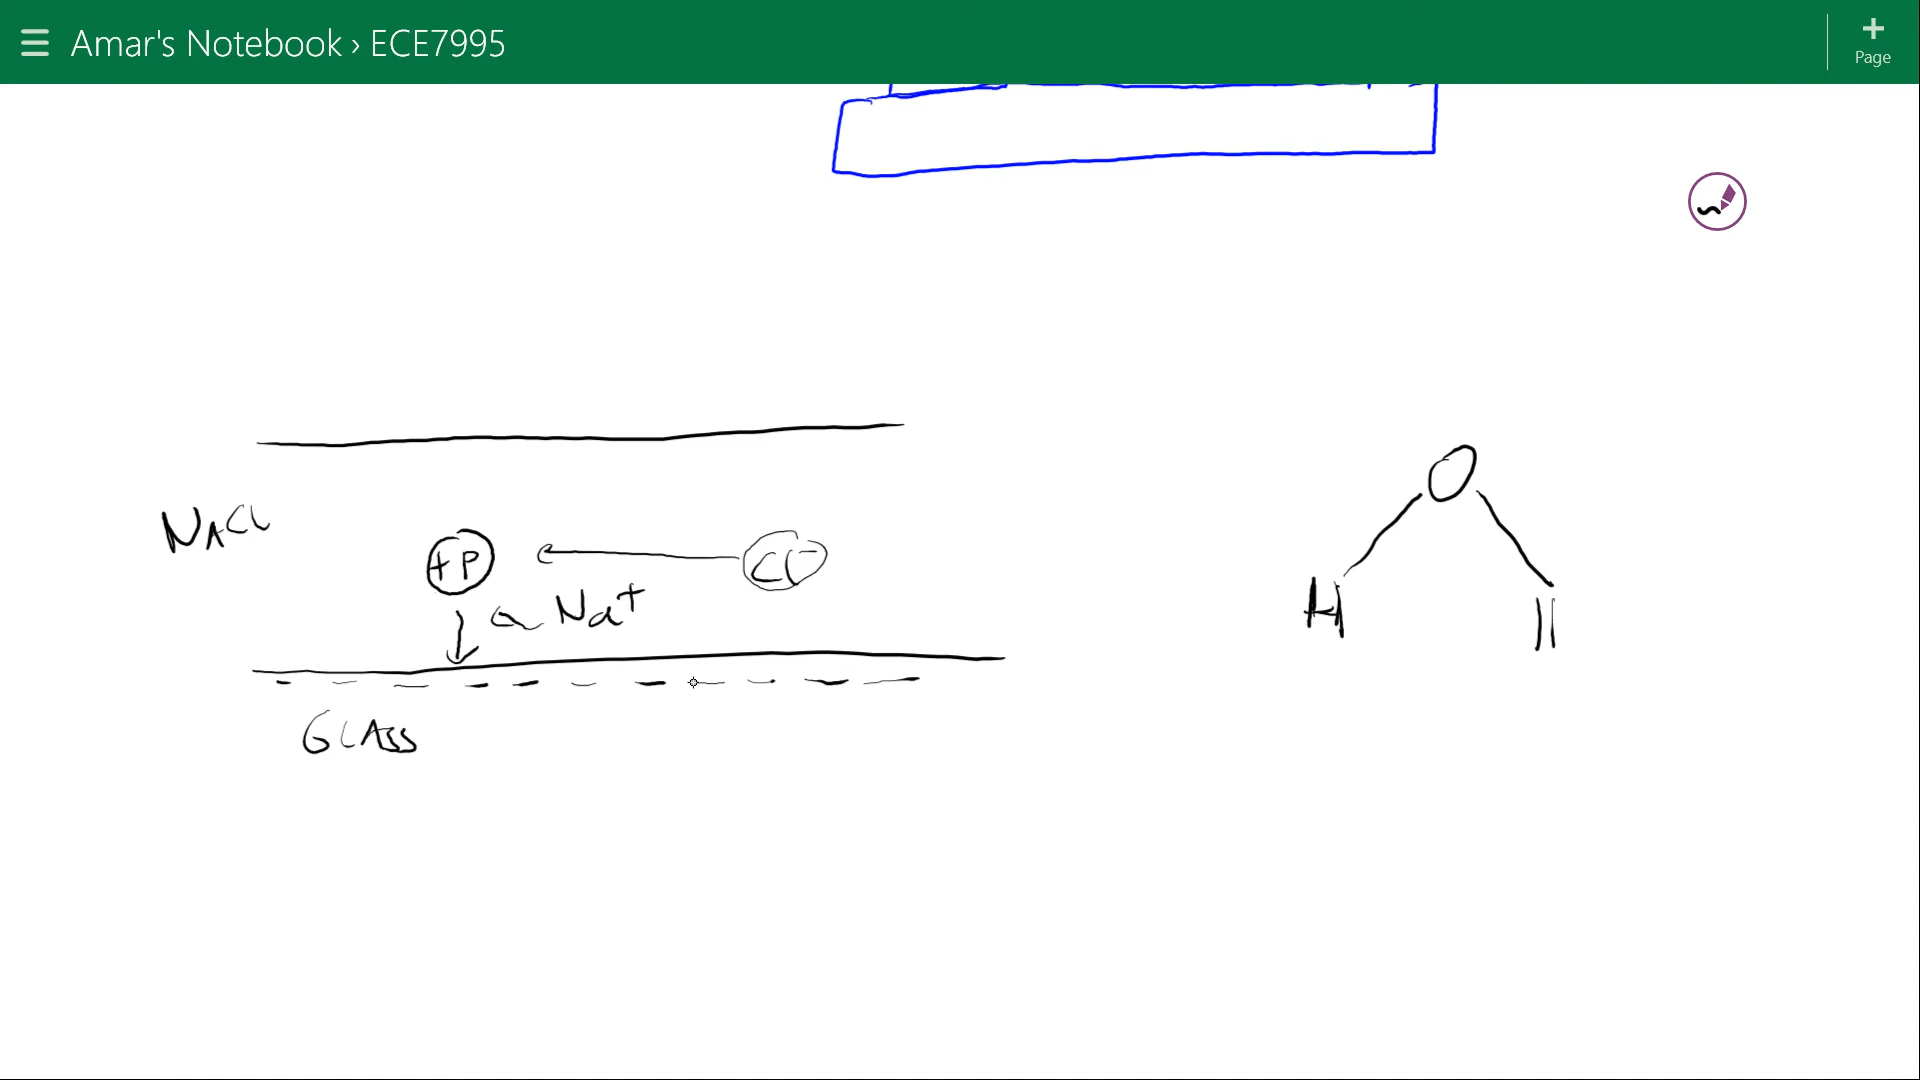 Amar's Notebook › ECE7995
Page
NACl
+P
Cl-
Na+
GLASS
O
H
H